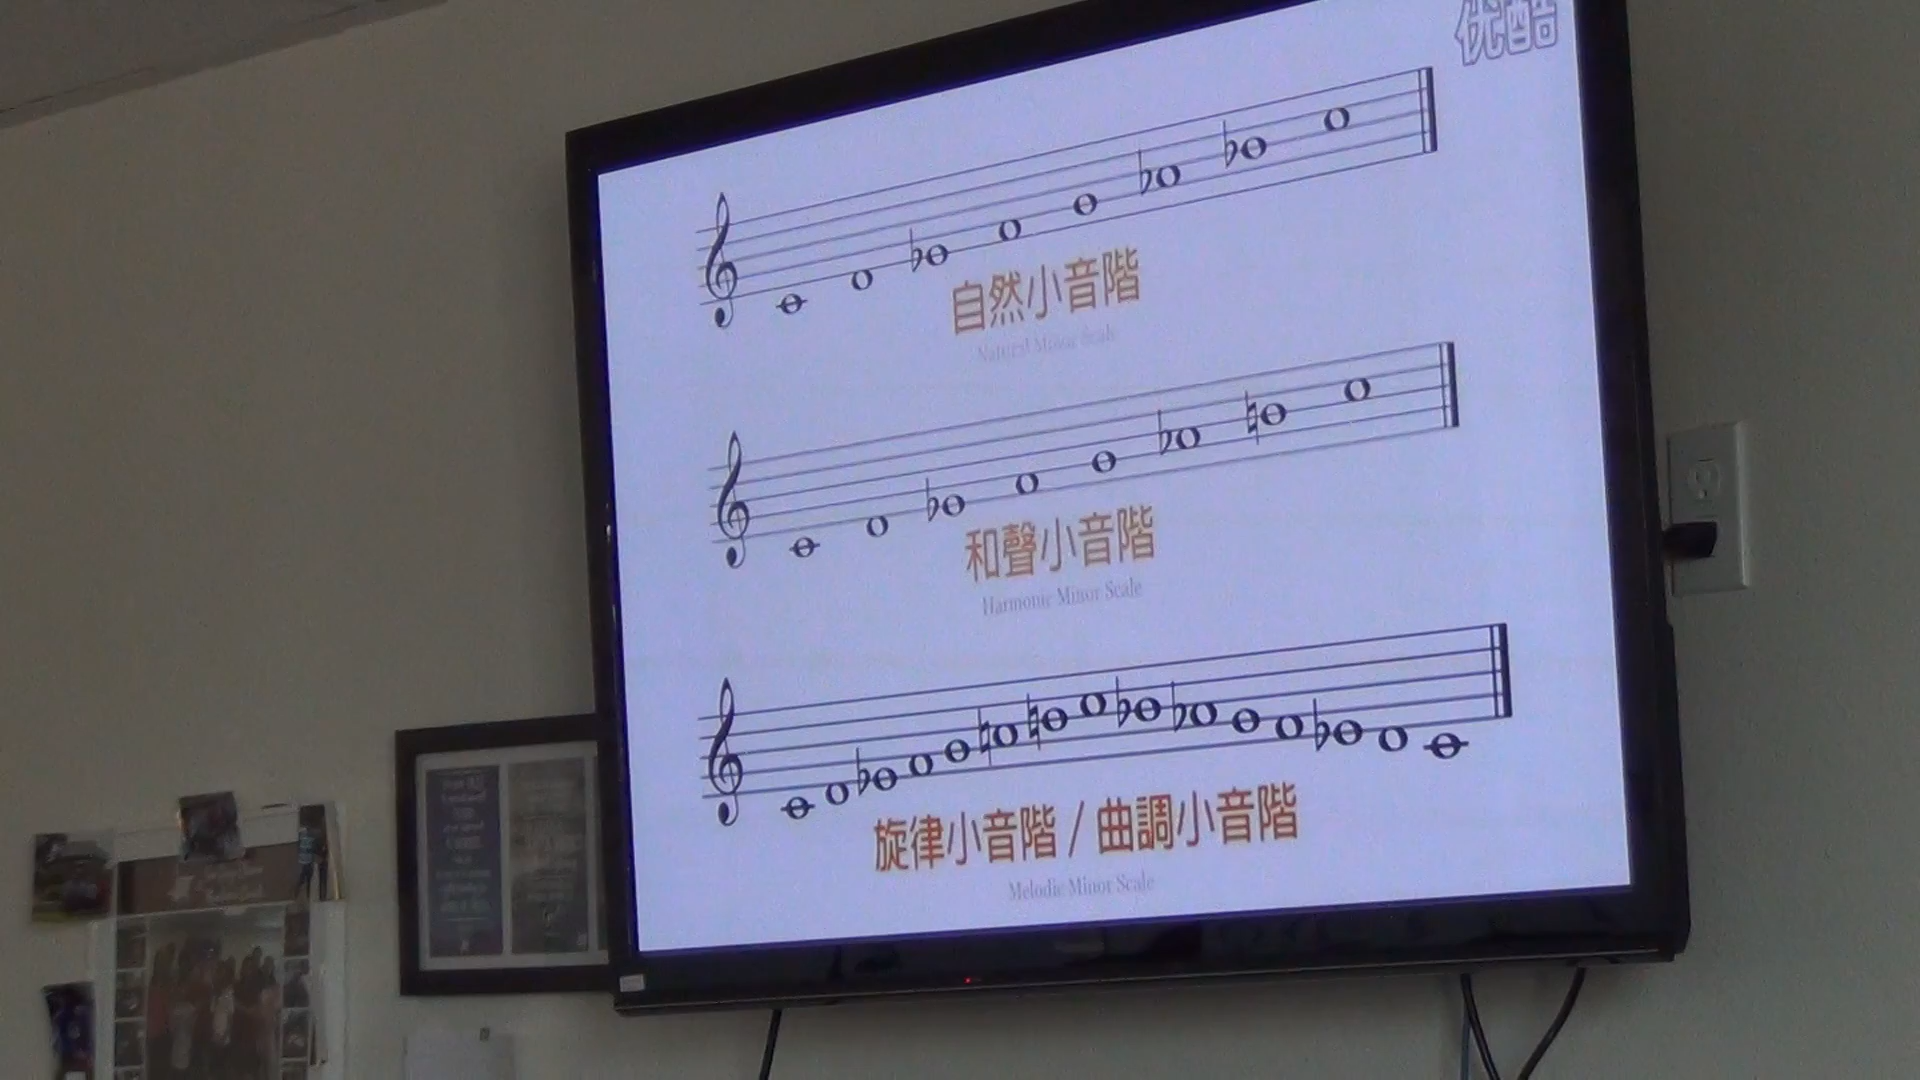 优酷
自然小音階
Natural Minor Scale
和聲小音階
Harmonic Minor Scale
旋律小音階 / 曲調小音階
Melodic Minor Scale